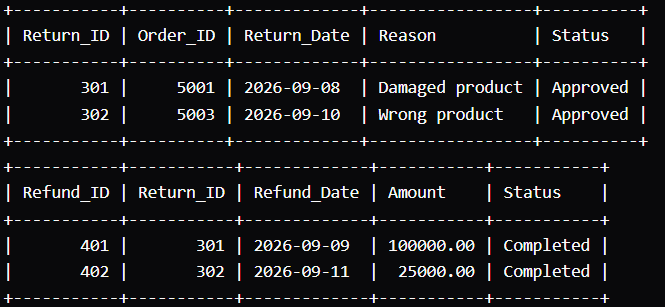 +-----------+----------+-------------+-----------------+----------+
| Return_ID | Order_ID | Return_Date | Reason          | Status   |
+-----------+----------+-------------+-----------------+----------+
|       301 |     5001 | 2026-09-08  | Damaged product | Approved |
|       302 |     5003 | 2026-09-10  | Wrong product   | Approved |
+-----------+----------+-------------+-----------------+----------+
+-----------+-----------+-------------+-----------+-----------+
| Refund_ID | Return_ID | Refund_Date | Amount    | Status    |
+-----------+-----------+-------------+-----------+-----------+
|       401 |       301 | 2026-09-09  | 100000.00 | Completed |
|       402 |       302 | 2026-09-11  |  25000.00 | Completed |
+-----------+-----------+-------------+-----------+-----------+